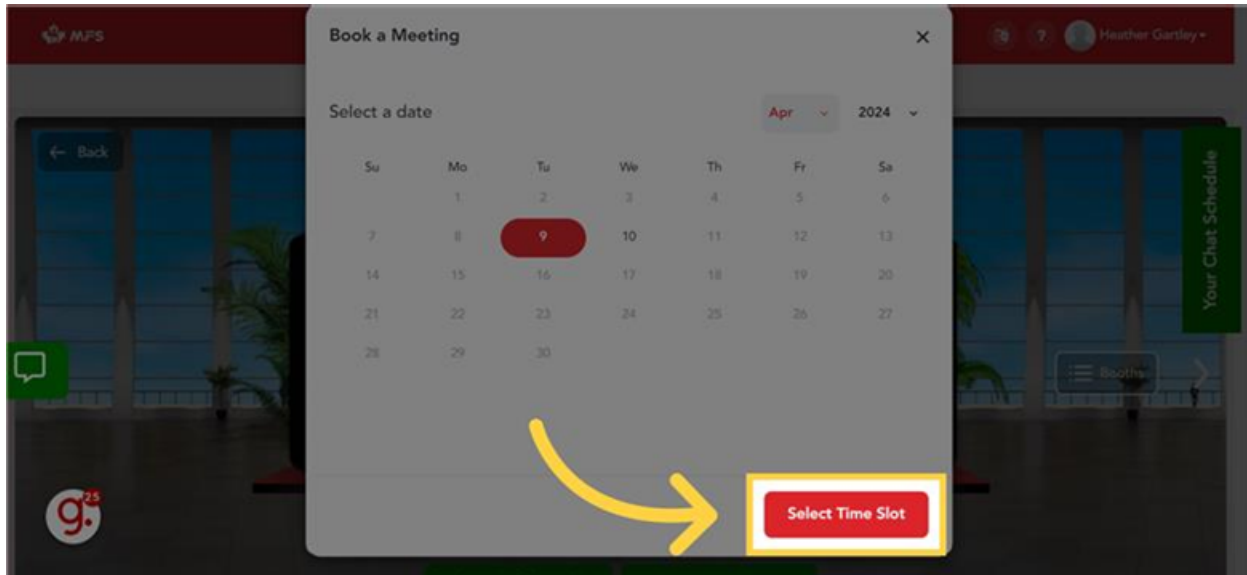 MFS
Book a Meeting
?
Heather Gartley
Select a date
Apr
2024
← Back
Su Mo Tu We Th Fr Sa
1 2 3 4 5 6
7 8 9 10 11 12 13
14 15 16 17 18 19 20
21 22 23 24 25 26 27
28 29 30
Your Chat Schedule
Booths
g. 25
Select Time Slot